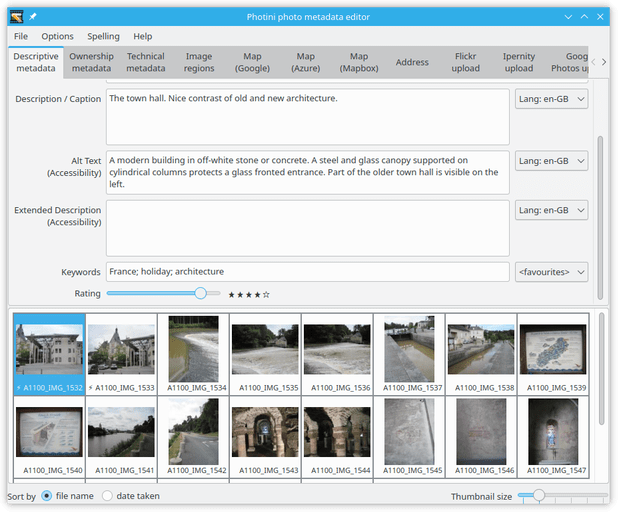 Photini photo metadata editor
File Options Spelling Help
Descriptive metadata
Ownership metadata
Technical metadata
Image regions
Map (Google)
Map (Azure)
Map (Mapbox)
Address
Flickr upload
Ipernity upload
Goog
Photos u
Description / Caption
The town hall. Nice contrast of old and new architecture.
Lang: en-GB
Alt Text
(Accessibility)
A modern building in off-white stone or concrete. A steel and glass canopy supported on
cylindrical columns protects a glass fronted entrance. Part of the older town hall is visible on the
left.
Lang: en-GB
Extended Description
(Accessibility)
Lang: en-GB
Keywords
France; holiday; architecture
<favourites>
Rating
★★★★☆
⚡ A1100_IMG_1532
⚡ A1100_IMG_1533
A1100_IMG_1534
A1100_IMG_1535
A1100_IMG_1536
A1100_IMG_1537
A1100_IMG_1538
A1100_IMG_1539
A1100_IMG_1540
A1100_IMG_1541
A1100_IMG_1542
A1100_IMG_1543
A1100_IMG_1544
A1100_IMG_1545
A1100_IMG_1546
A1100_IMG_1547
Sort by file name date taken
Thumbnail size